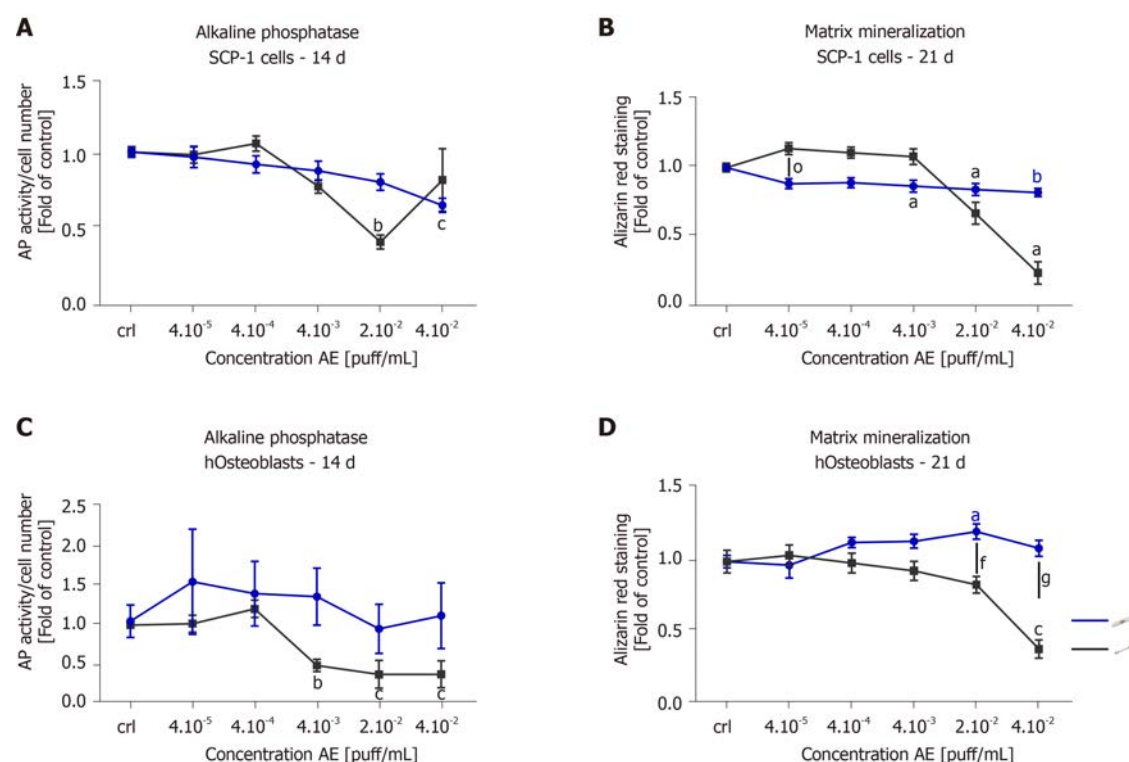 A
Alkaline phosphatase
SCP-1 cells - 14 d
AP activity/cell number
[Fold of control]
1.5
1.0
0.5
0.0
b
c
crl
4.10⁻⁵
4.10⁻⁴
4.10⁻³
2.10⁻²
4.10⁻²
Concentration AE [puff/mL]
B
Matrix mineralization
SCP-1 cells - 21 d
Alizarin red staining
[Fold of control]
1.5
1.0
0.5
0.0
o
a
a
b
a
crl
4.10⁻⁵
4.10⁻⁴
4.10⁻³
2.10⁻²
4.10⁻²
Concentration AE [puff/mL]
C
Alkaline phosphatase
hOsteoblasts - 14 d
AP activity/cell number
[Fold of control]
2.5
2.0
1.5
1.0
0.5
0.0
b
c
c
crl
4.10⁻⁵
4.10⁻⁴
4.10⁻³
2.10⁻²
4.10⁻²
Concentration AE [puff/mL]
D
Matrix mineralization
hOsteoblasts - 21 d
Alizarin red staining
[Fold of control]
1.5
1.0
0.5
0.0
a
f
g
c
crl
4.10⁻⁵
4.10⁻⁴
4.10⁻³
2.10⁻²
4.10⁻²
Concentration AE [puff/mL]